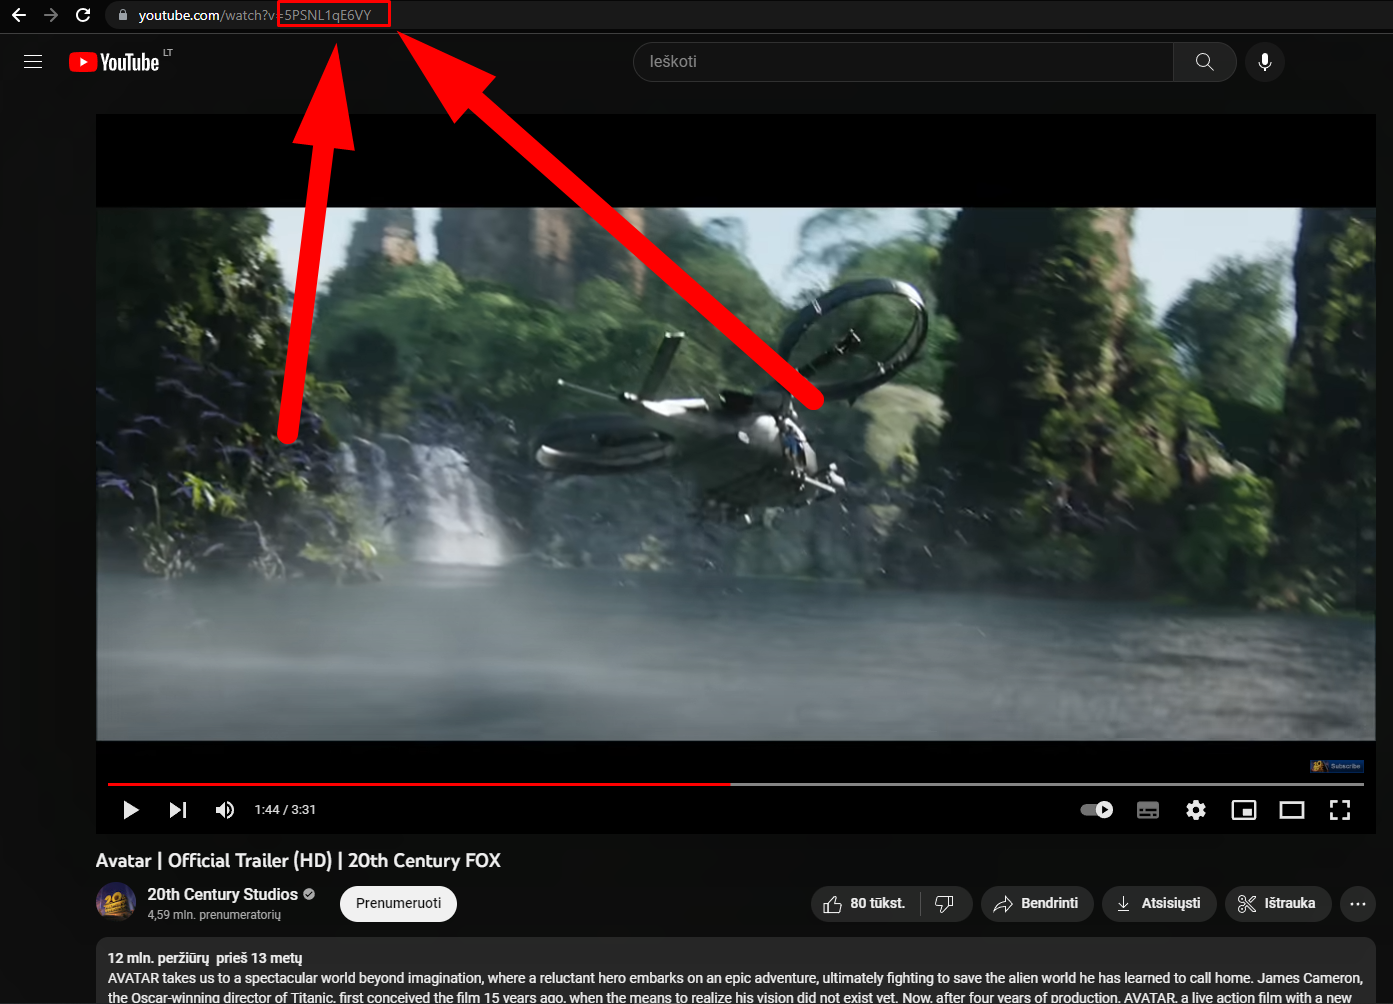 youtube.com/watch?v=5PSNL1qE6VY
YouTube LT
Ieškoti
Subscribe
1:44 / 3:31
Avatar | Official Trailer (HD) | 20th Century FOX
20th Century Studios
4,59 mln. prenumeratorių
Prenumeruoti
80 tūkst.
Bendrinti
Atsisiųsti
Ištrauka
12 mln. peržiūrų prieš 13 metų
AVATAR takes us to a spectacular world beyond imagination, where a reluctant hero embarks on an epic adventure, ultimately fighting to save the alien world he has learned to call home. James Cameron,
the Oscar-winning director of Titanic, first conceived the film 15 years ago, when the means to realize his vision did not exist yet. Now, after four years of production, AVATAR, a live action film with a new